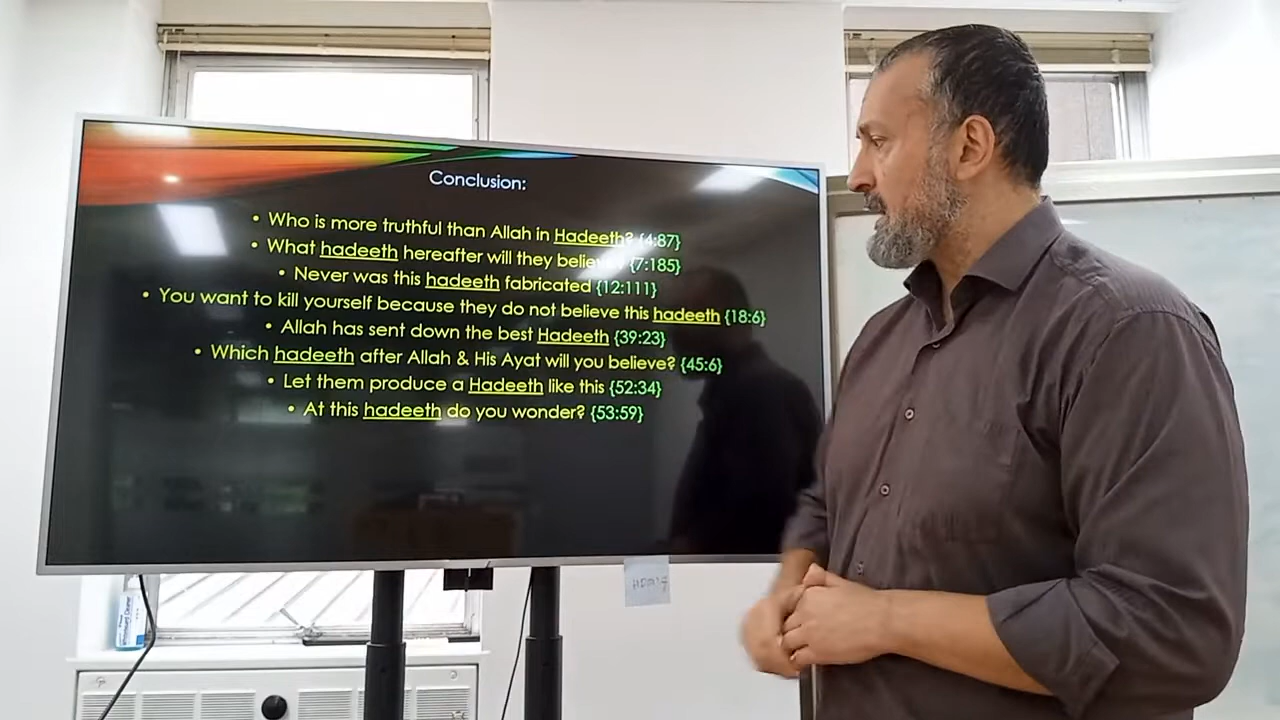 Conclusion:
• Who is more truthful than Allah in Hadeeth? {4:87}
• What hadeeth hereafter will they believe? {7:185}
• Never was this hadeeth fabricated {12:111}
• You want to kill yourself because they do not believe this hadeeth {18:6}
• Allah has sent down the best Hadeeth {39:23}
• Which hadeeth after Allah & His Ayat will you believe? {45:6}
• Let them produce a Hadeeth like this {52:34}
• At this hadeeth do you wonder? {53:59}